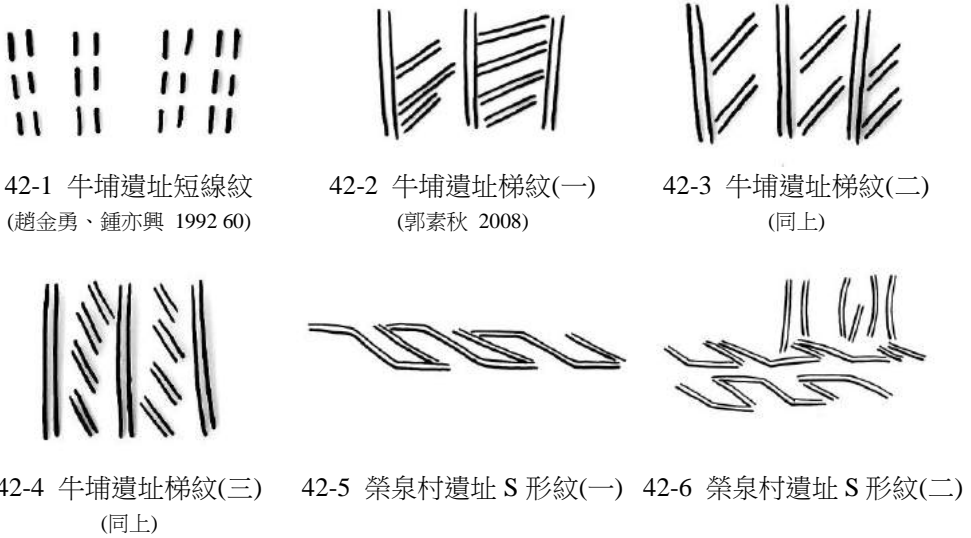 42-1 牛埔遺址短線紋
(趙金勇、鍾亦興 1992 60)
42-2 牛埔遺址梯紋(一)
(郭素秋 2008)
42-3 牛埔遺址梯紋(二)
(同上)
42-4 牛埔遺址梯紋(三)
(同上)
42-5 榮泉村遺址 S 形紋(一)
42-6 榮泉村遺址 S 形紋(二)